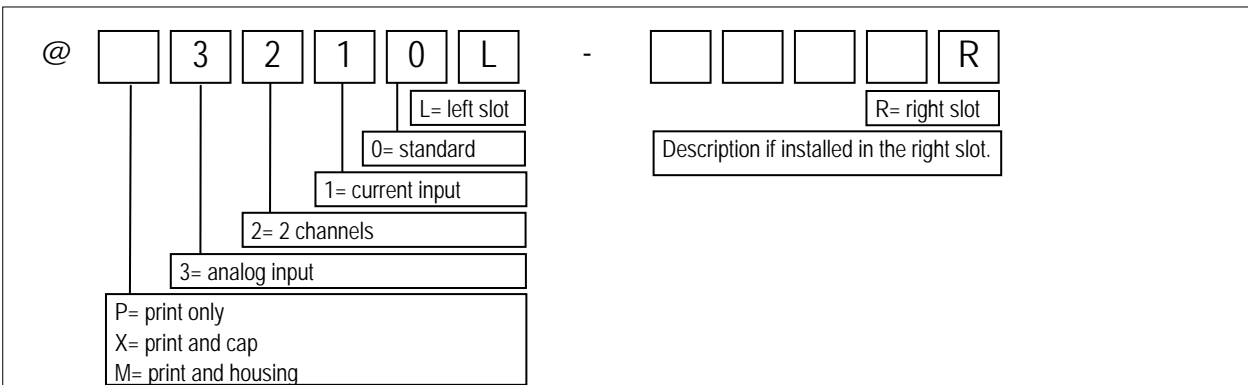 @ 3 2 1 0 L - R
L= left slot
R= right slot
0= standard
Description if installed in the right slot.
1= current input
2= 2 channels
3= analog input
P= print only
X= print and cap
M= print and housing